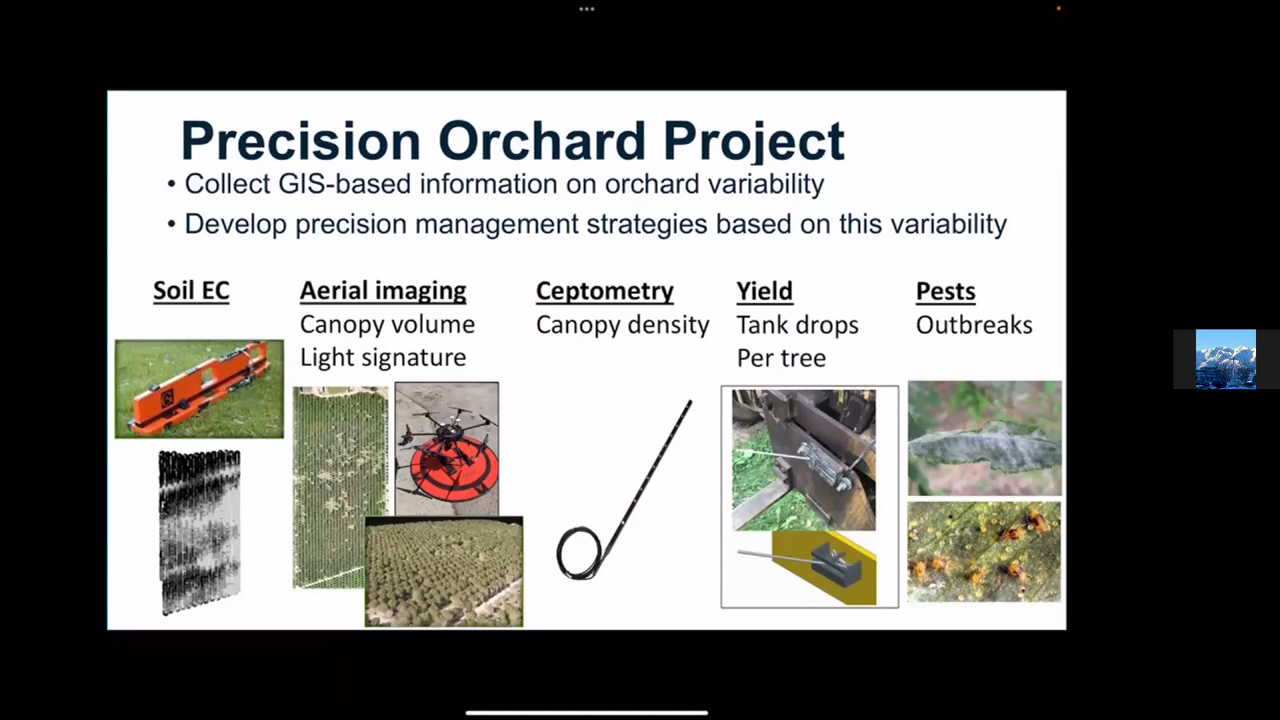 Precision Orchard Project
• Collect GIS-based information on orchard variability
• Develop precision management strategies based on this variability
Soil EC
Aerial imaging
Canopy volume
Light signature
Ceptometry
Canopy density
Yield
Tank drops
Per tree
Pests
Outbreaks